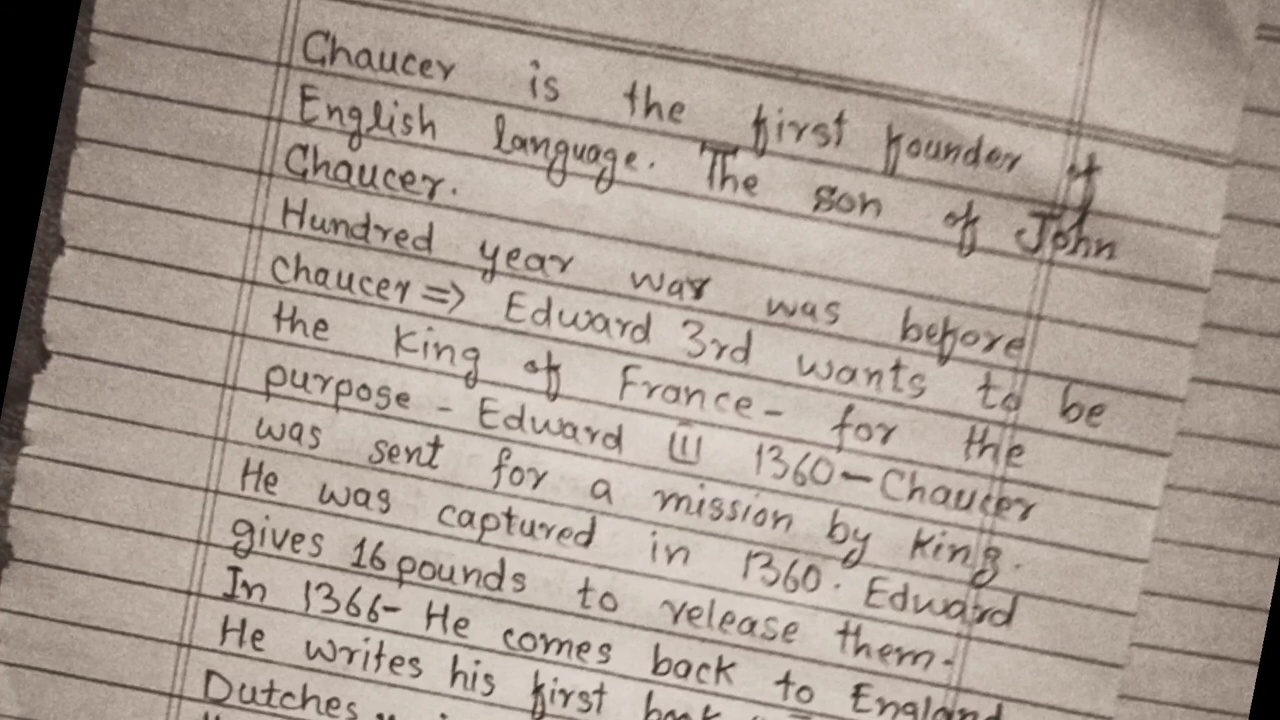 Chaucer is the first founder of
English language. The son of John
Chaucer.
Hundred year war was before
chaucer => Edward 3rd wants to be
the king of France - for the
purpose - Edward III 1360 - Chaucer
was sent for a mission by king.
He was captured in 1360. Edward
gives 16 pounds to release them.
In 1366 - He comes back to England
He writes his first book
Dutches